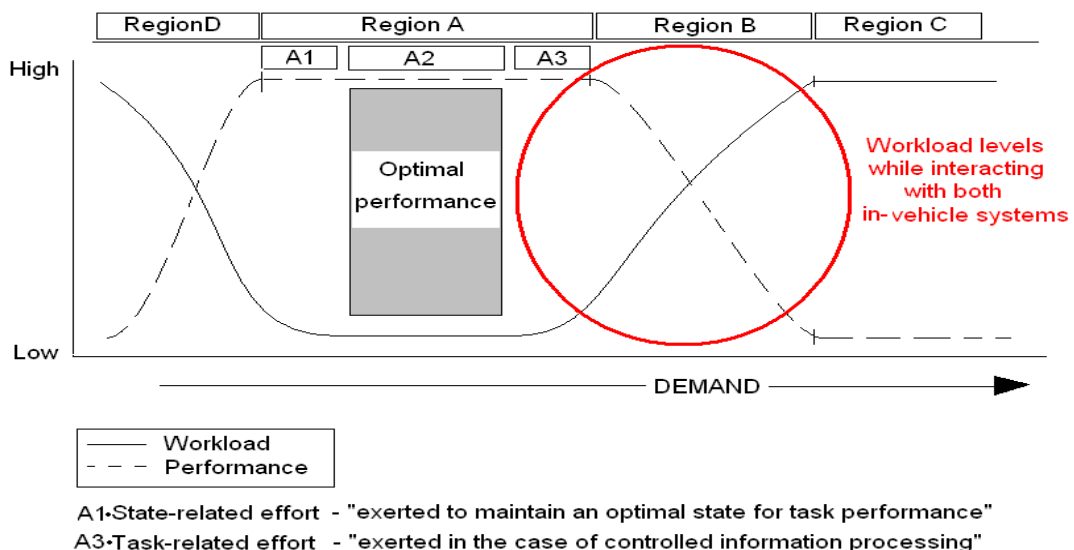 RegionD Region A Region B Region C
A1 A2 A3
High
Optimal
performance
Workload levels
while interacting
with both
in-vehicle systems
Low
DEMAND
Workload
Performance
A1•State-related effort - "exerted to maintain an optimal state for task performance"
A3•Task-related effort - "exerted in the case of controlled information processing"